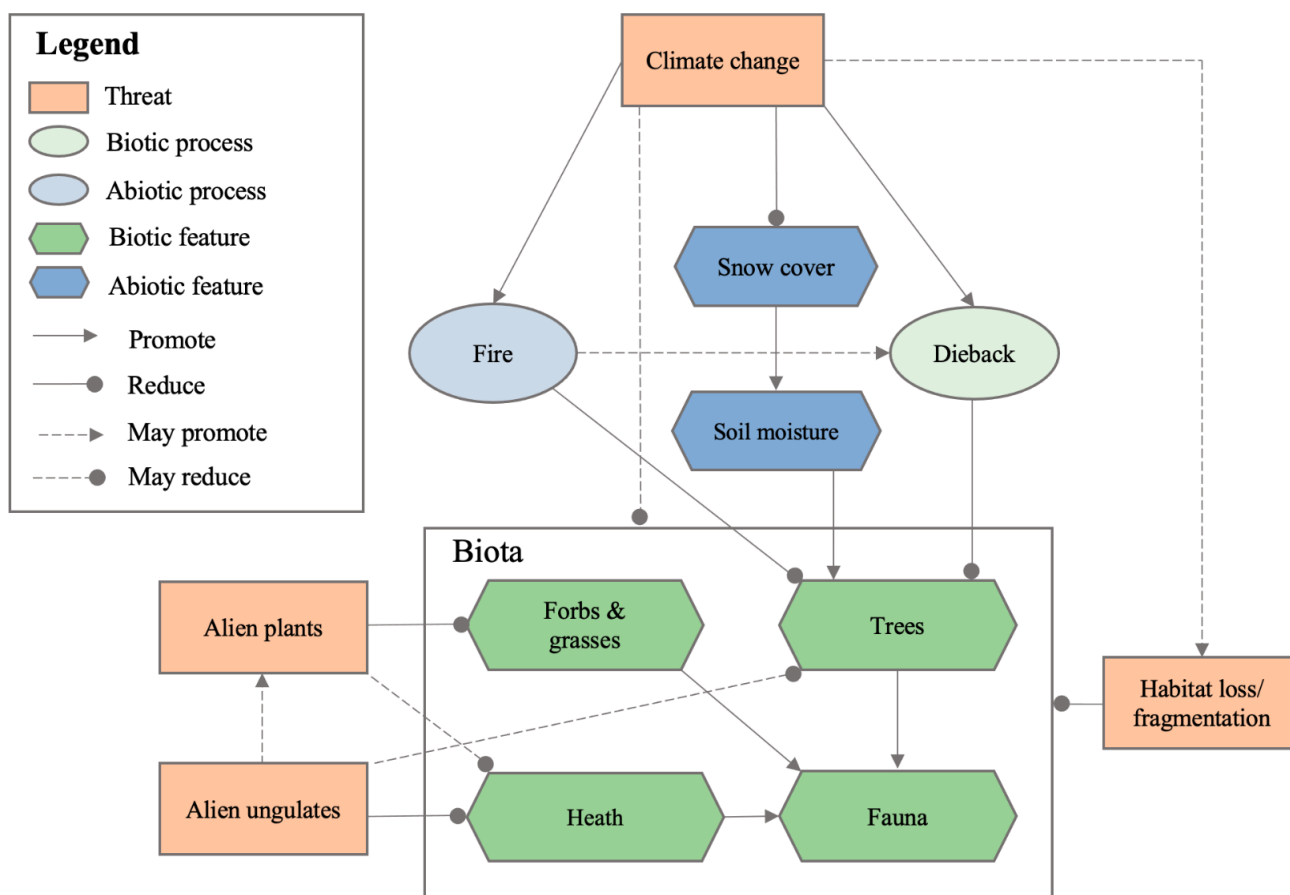 Legend
Threat
Biotic process
Abiotic process
Biotic feature
Abiotic feature
Promote
Reduce
May promote
May reduce
Climate change
Snow cover
Fire
Dieback
Soil moisture
Biota
Alien plants
Forbs &
grasses
Trees
Habitat loss/
fragmentation
Alien ungulates
Heath
Fauna